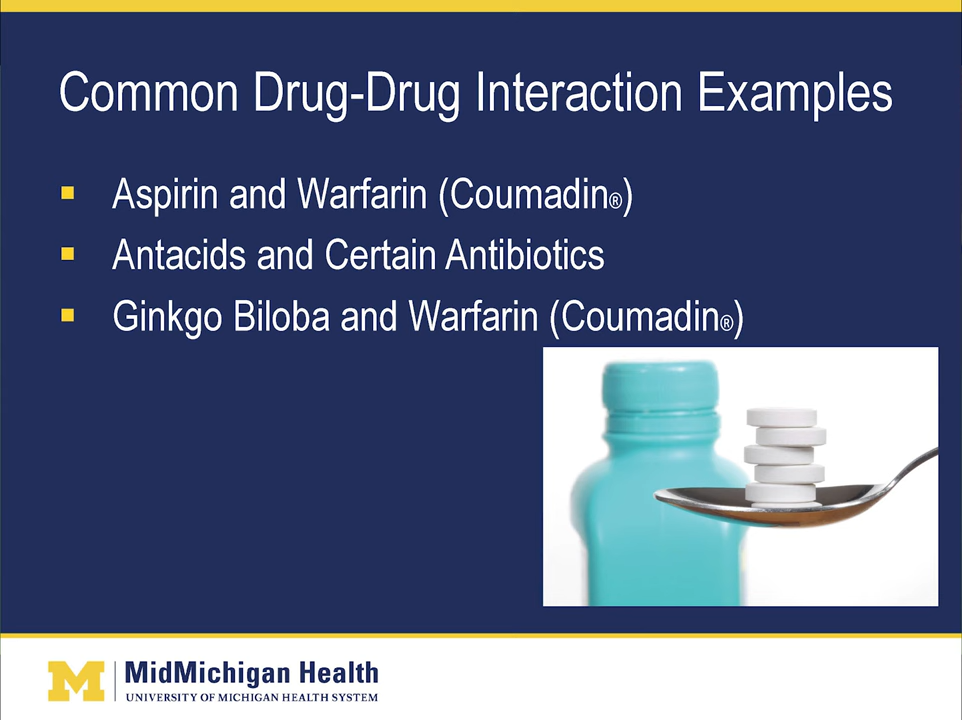 Common Drug-Drug Interaction Examples
Aspirin and Warfarin (Coumadin®)
Antacids and Certain Antibiotics
Ginkgo Biloba and Warfarin (Coumadin®)
M MidMichigan Health
UNIVERSITY OF MICHIGAN HEALTH SYSTEM